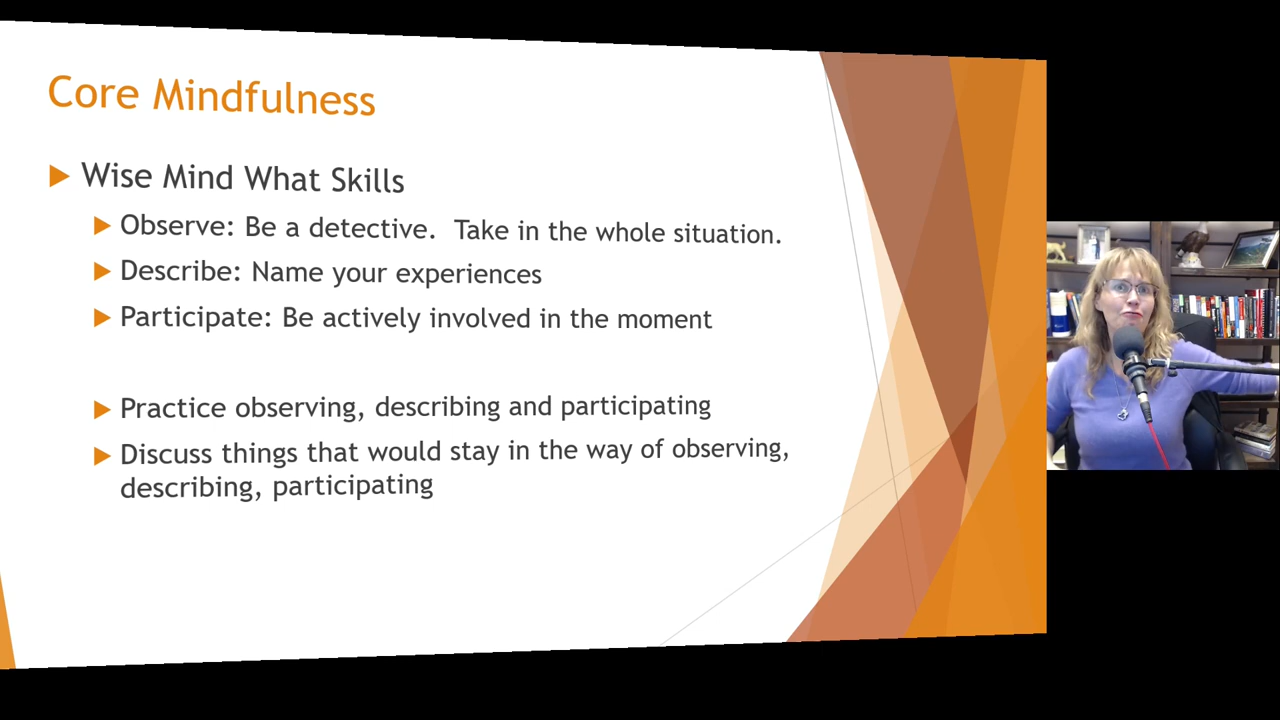 Core Mindfulness
Wise Mind What Skills
Observe: Be a detective. Take in the whole situation.
Describe: Name your experiences
Participate: Be actively involved in the moment
Practice observing, describing and participating
Discuss things that would stay in the way of observing,
describing, participating